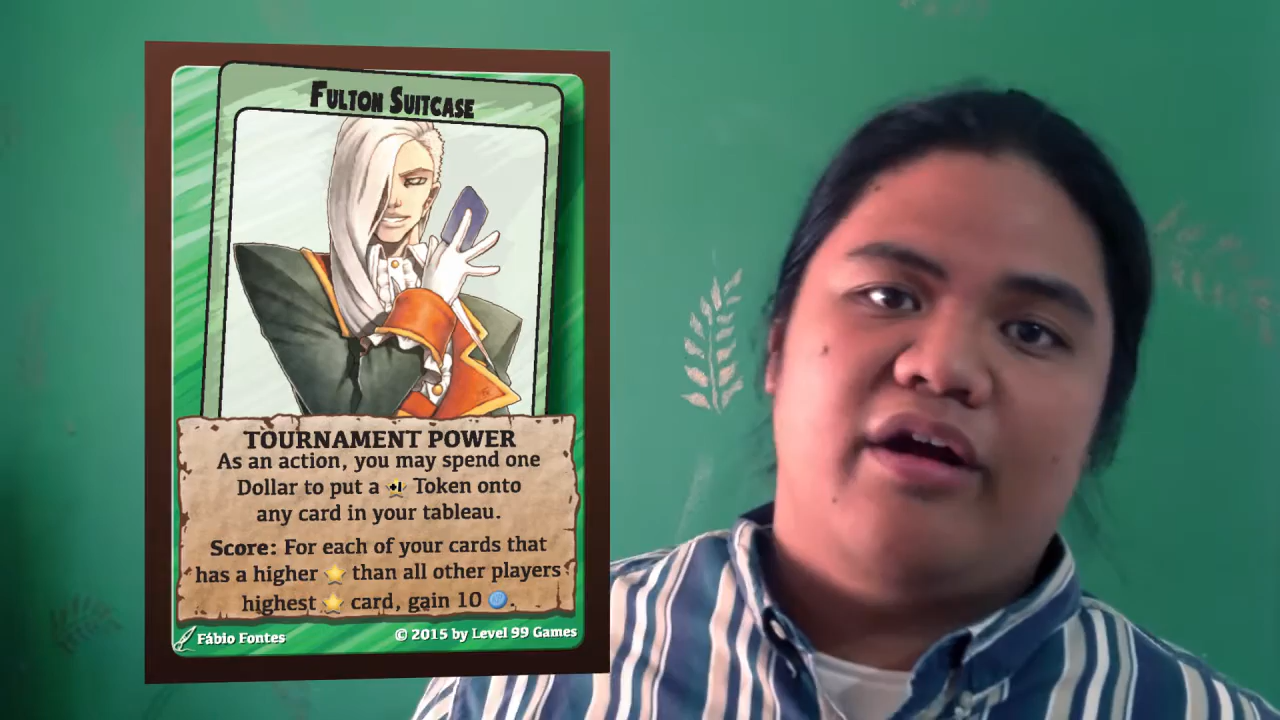 FULTON SUITCASE
TOURNAMENT POWER
As an action, you may spend one
Dollar to put a +1 Token onto
any card in your tableau.
Score: For each of your cards that
has a higher than all other players
highest card, gain 10 .
Fábio Fontes
© 2015 by Level 99 Games